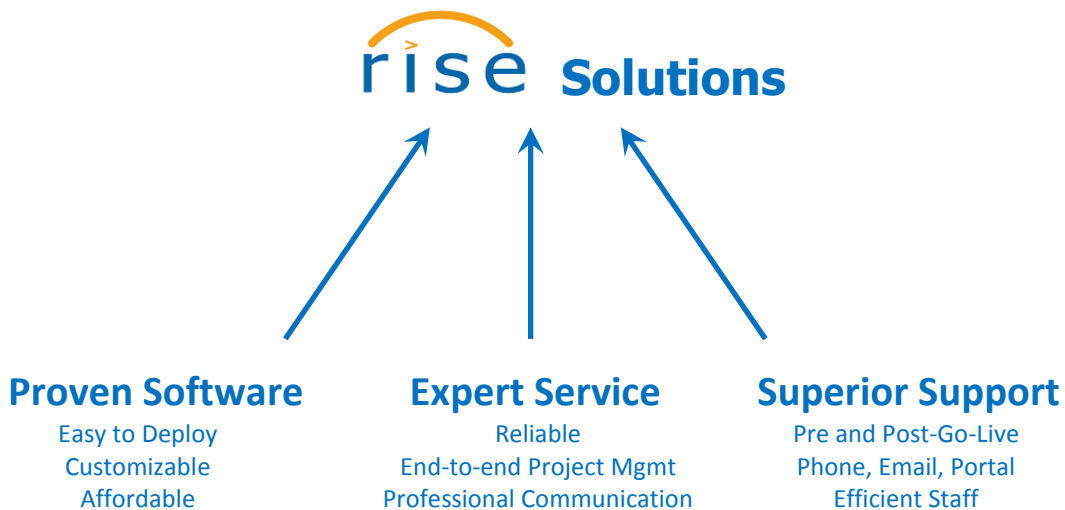 rise Solutions
Proven Software
Easy to Deploy
Customizable
Affordable
Expert Service
Reliable
End-to-end Project Mgmt
Professional Communication
Superior Support
Pre and Post-Go-Live
Phone, Email, Portal
Efficient Staff